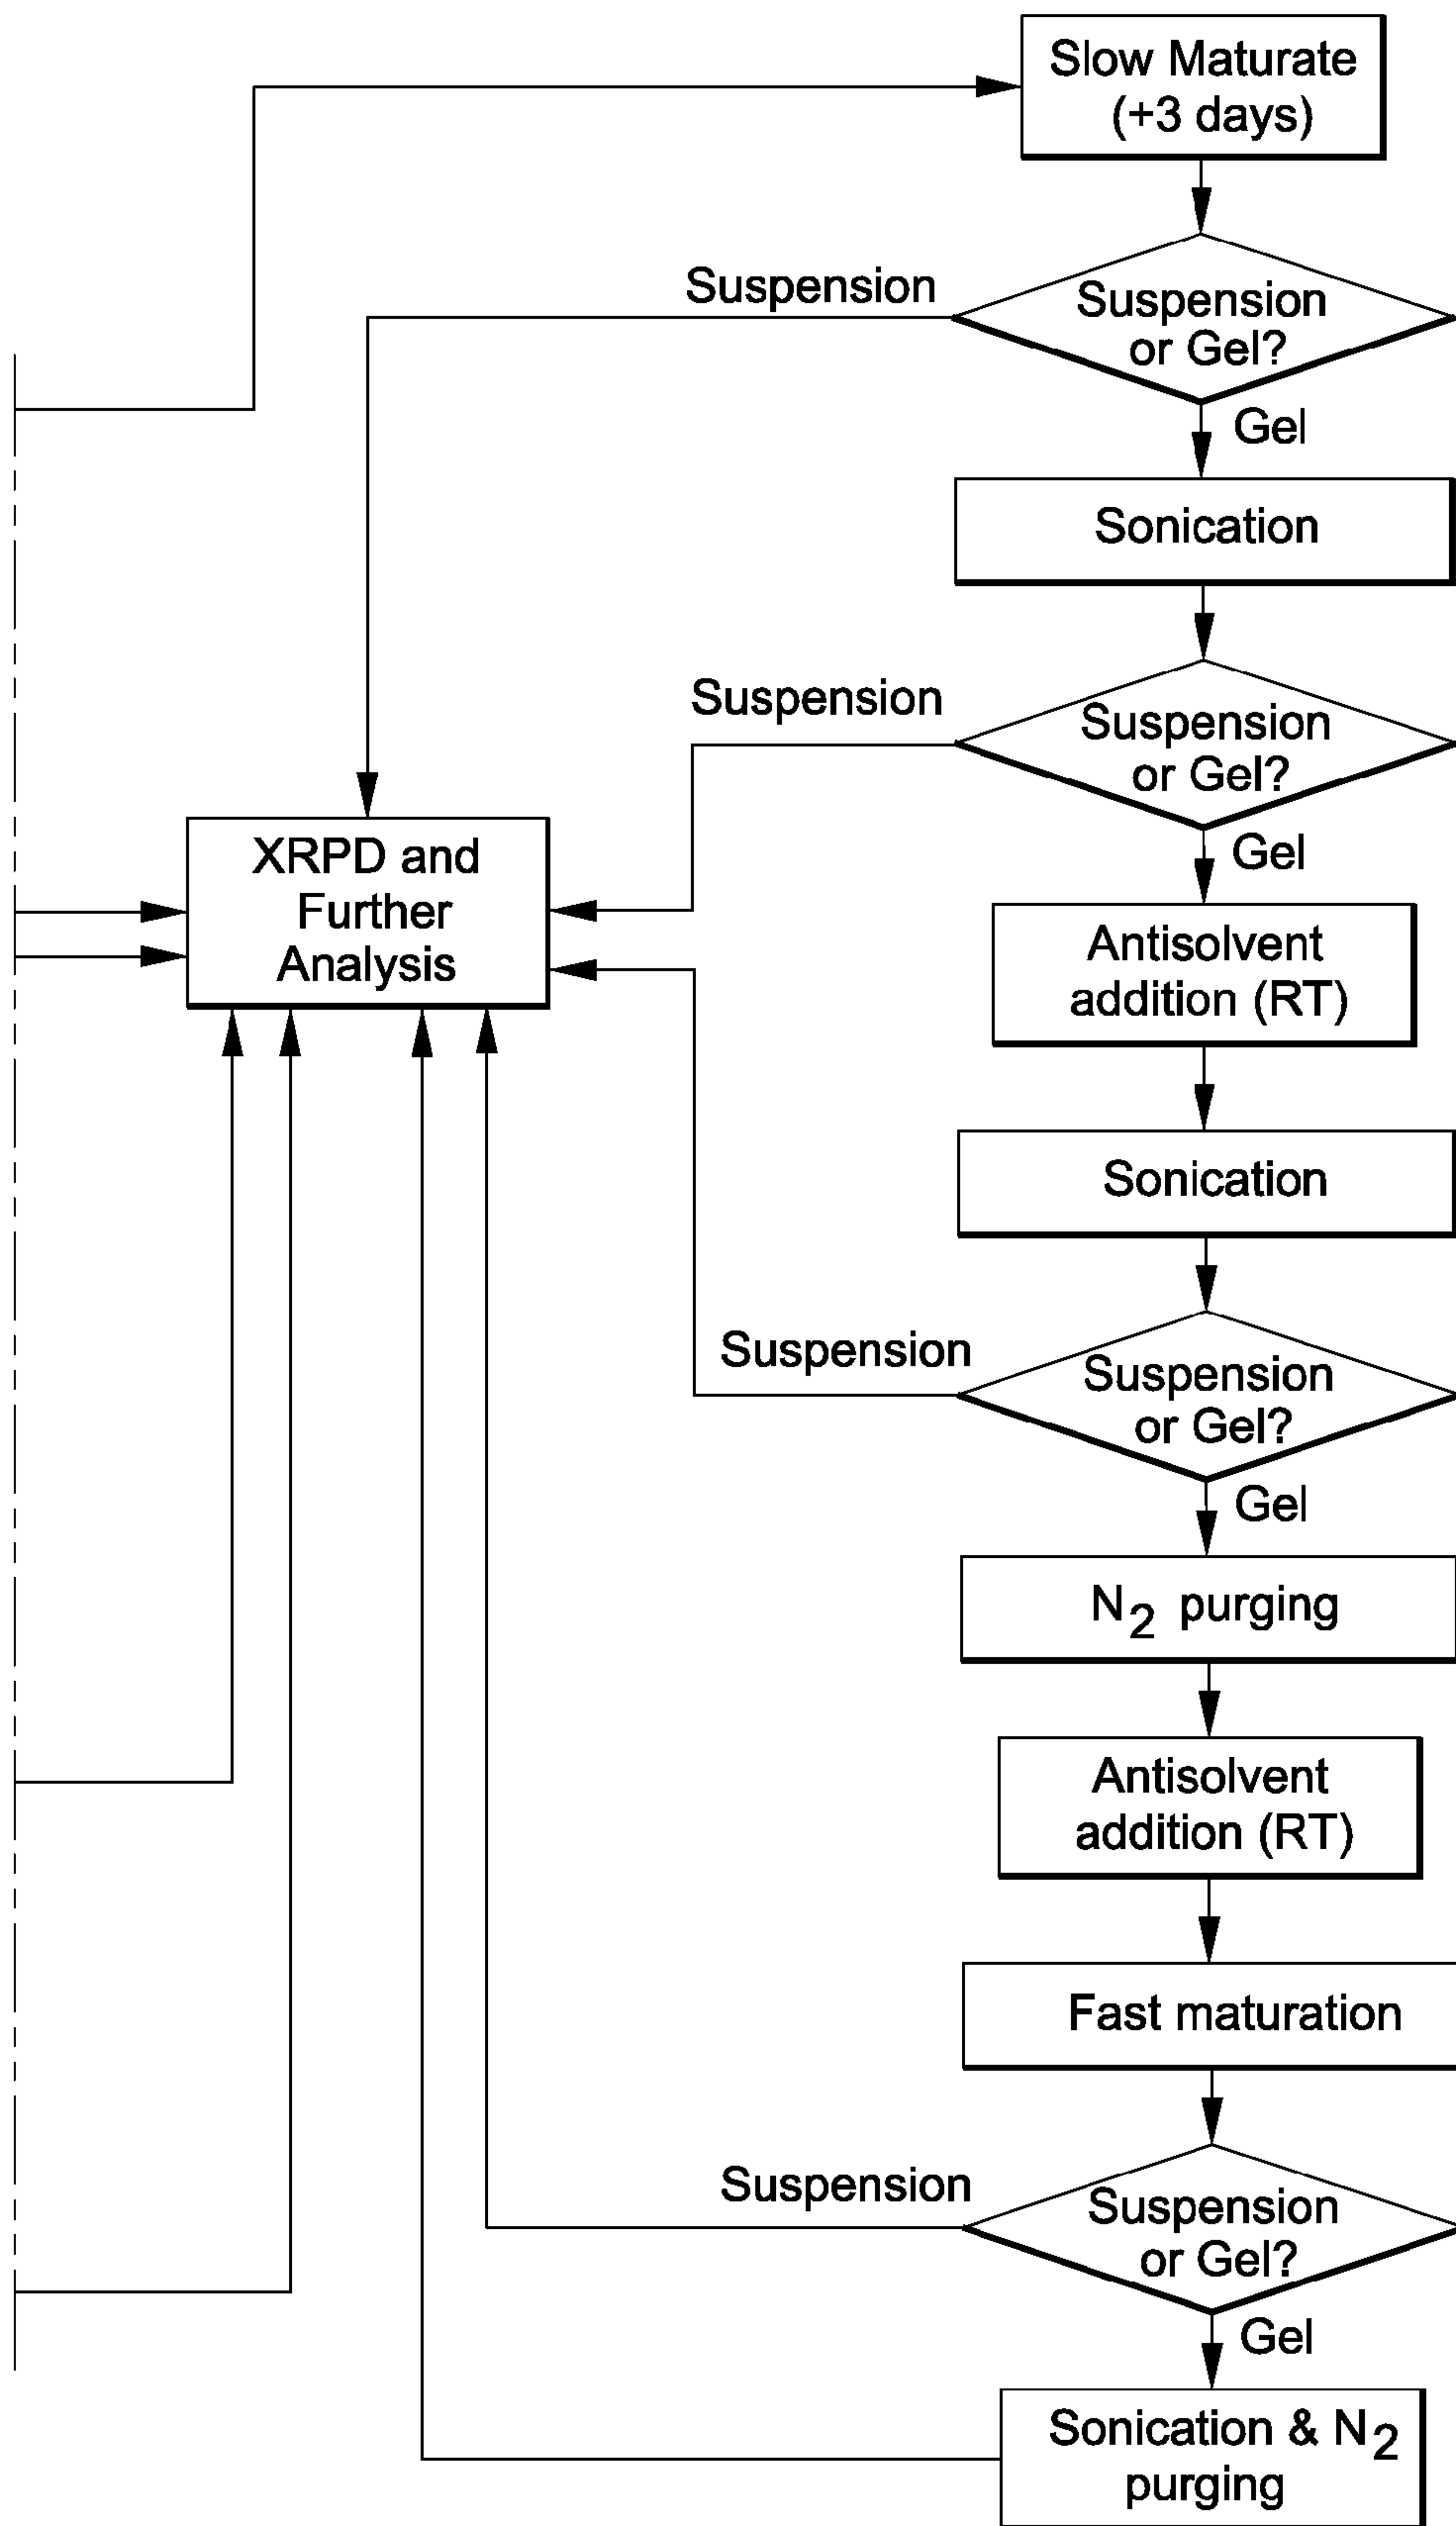 Slow Maturate
(+3 days)
Suspension
Suspension
or Gel?
Gel
Sonication
Suspension
Suspension
or Gel?
Gel
XRPD and
Further
Analysis
Antisolvent
addition (RT)
Sonication
Suspension
Suspension
or Gel?
Gel
N2 purging
Antisolvent
addition (RT)
Fast maturation
Suspension
Suspension
or Gel?
Gel
Sonication & N2
purging